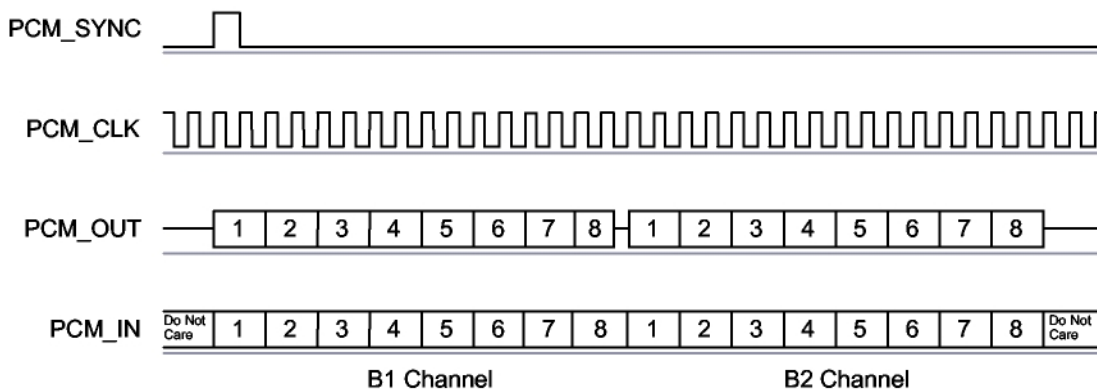 PCM_SYNC
PCM_CLK
PCM_OUT 1 2 3 4 5 6 7 8 1 2 3 4 5 6 7 8
PCM_IN Do Not Care 1 2 3 4 5 6 7 8 1 2 3 4 5 6 7 8 Do Not Care
B1 Channel B2 Channel